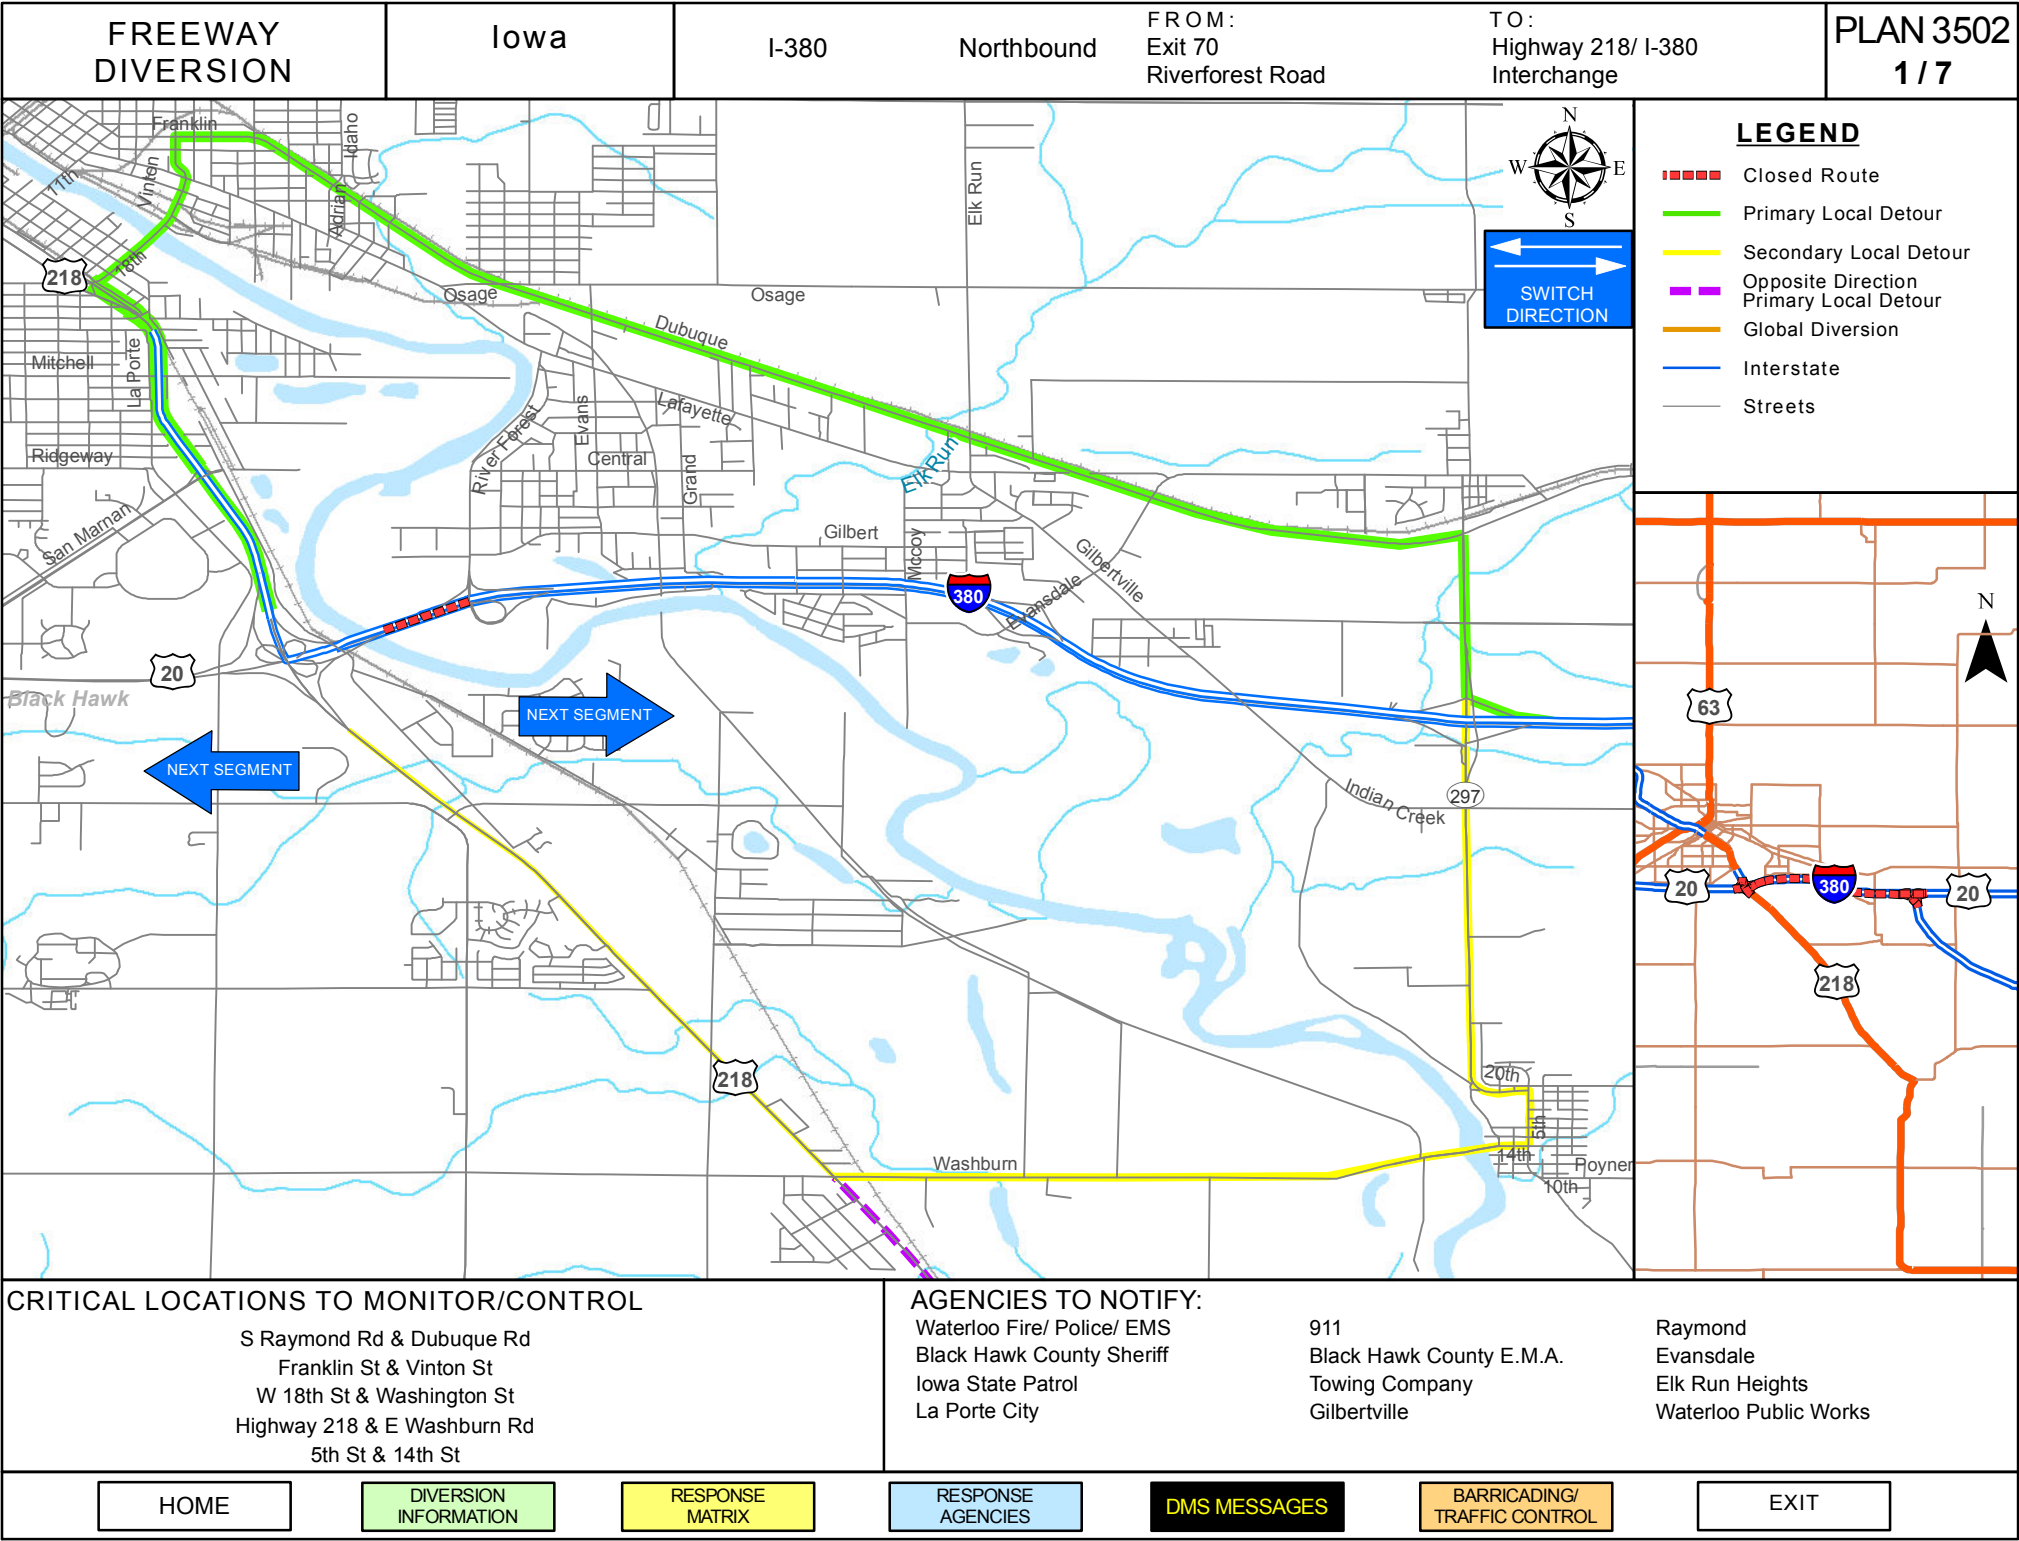 FREEWAY
DIVERSION
Iowa
I-380
Northbound
FROM:
Exit 70
Riverforest Road
TO:
Highway 218/ I-380
Interchange
PLAN 3502
1 / 7
Franklin
Idaho
11th
Vinton
Adrian
Elk Run
218
18th
Osage
Osage
Dubuque
Mitchell
La Porte
Lafayette
River Forest
Evans
Ridgeway
Central
Grand
Elk Run
San Marnan
Gilbert
Mccoy
Gilbertville
Evansdale
380
20
Black Hawk
NEXT SEGMENT
NEXT SEGMENT
Indian Creek
297
218
20th
5th
14th
Washburn
Poyner
10th
N
W
E
S
SWITCH
DIRECTION
LEGEND
Closed Route
Primary Local Detour
Secondary Local Detour
Opposite Direction
Primary Local Detour
Global Diversion
Interstate
Streets
N
63
20
380
20
218
CRITICAL LOCATIONS TO MONITOR/CONTROL
S Raymond Rd & Dubuque Rd
Franklin St & Vinton St
W 18th St & Washington St
Highway 218 & E Washburn Rd
5th St & 14th St
AGENCIES TO NOTIFY:
Waterloo Fire/ Police/ EMS
Black Hawk County Sheriff
Iowa State Patrol
La Porte City
911
Black Hawk County E.M.A.
Towing Company
Gilbertville
Raymond
Evansdale
Elk Run Heights
Waterloo Public Works
HOME
DIVERSION
INFORMATION
RESPONSE
MATRIX
RESPONSE
AGENCIES
DMS MESSAGES
BARRICADING/
TRAFFIC CONTROL
EXIT